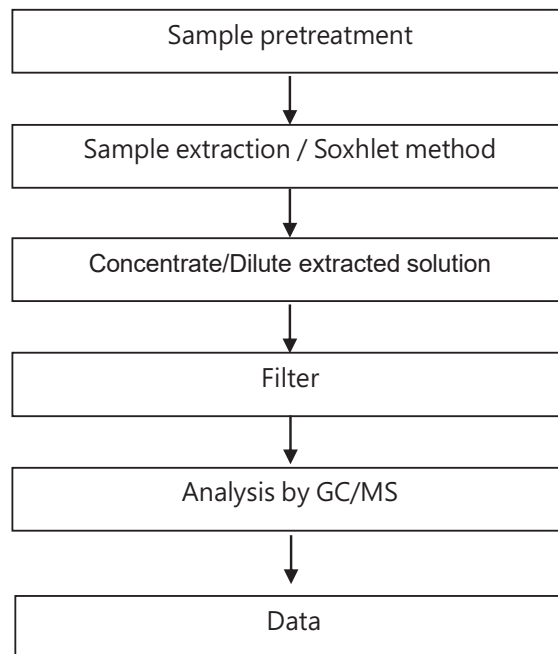 Sample pretreatment
Sample extraction / Soxhlet method
Concentrate/Dilute extracted solution
Filter
Analysis by GC/MS
Data